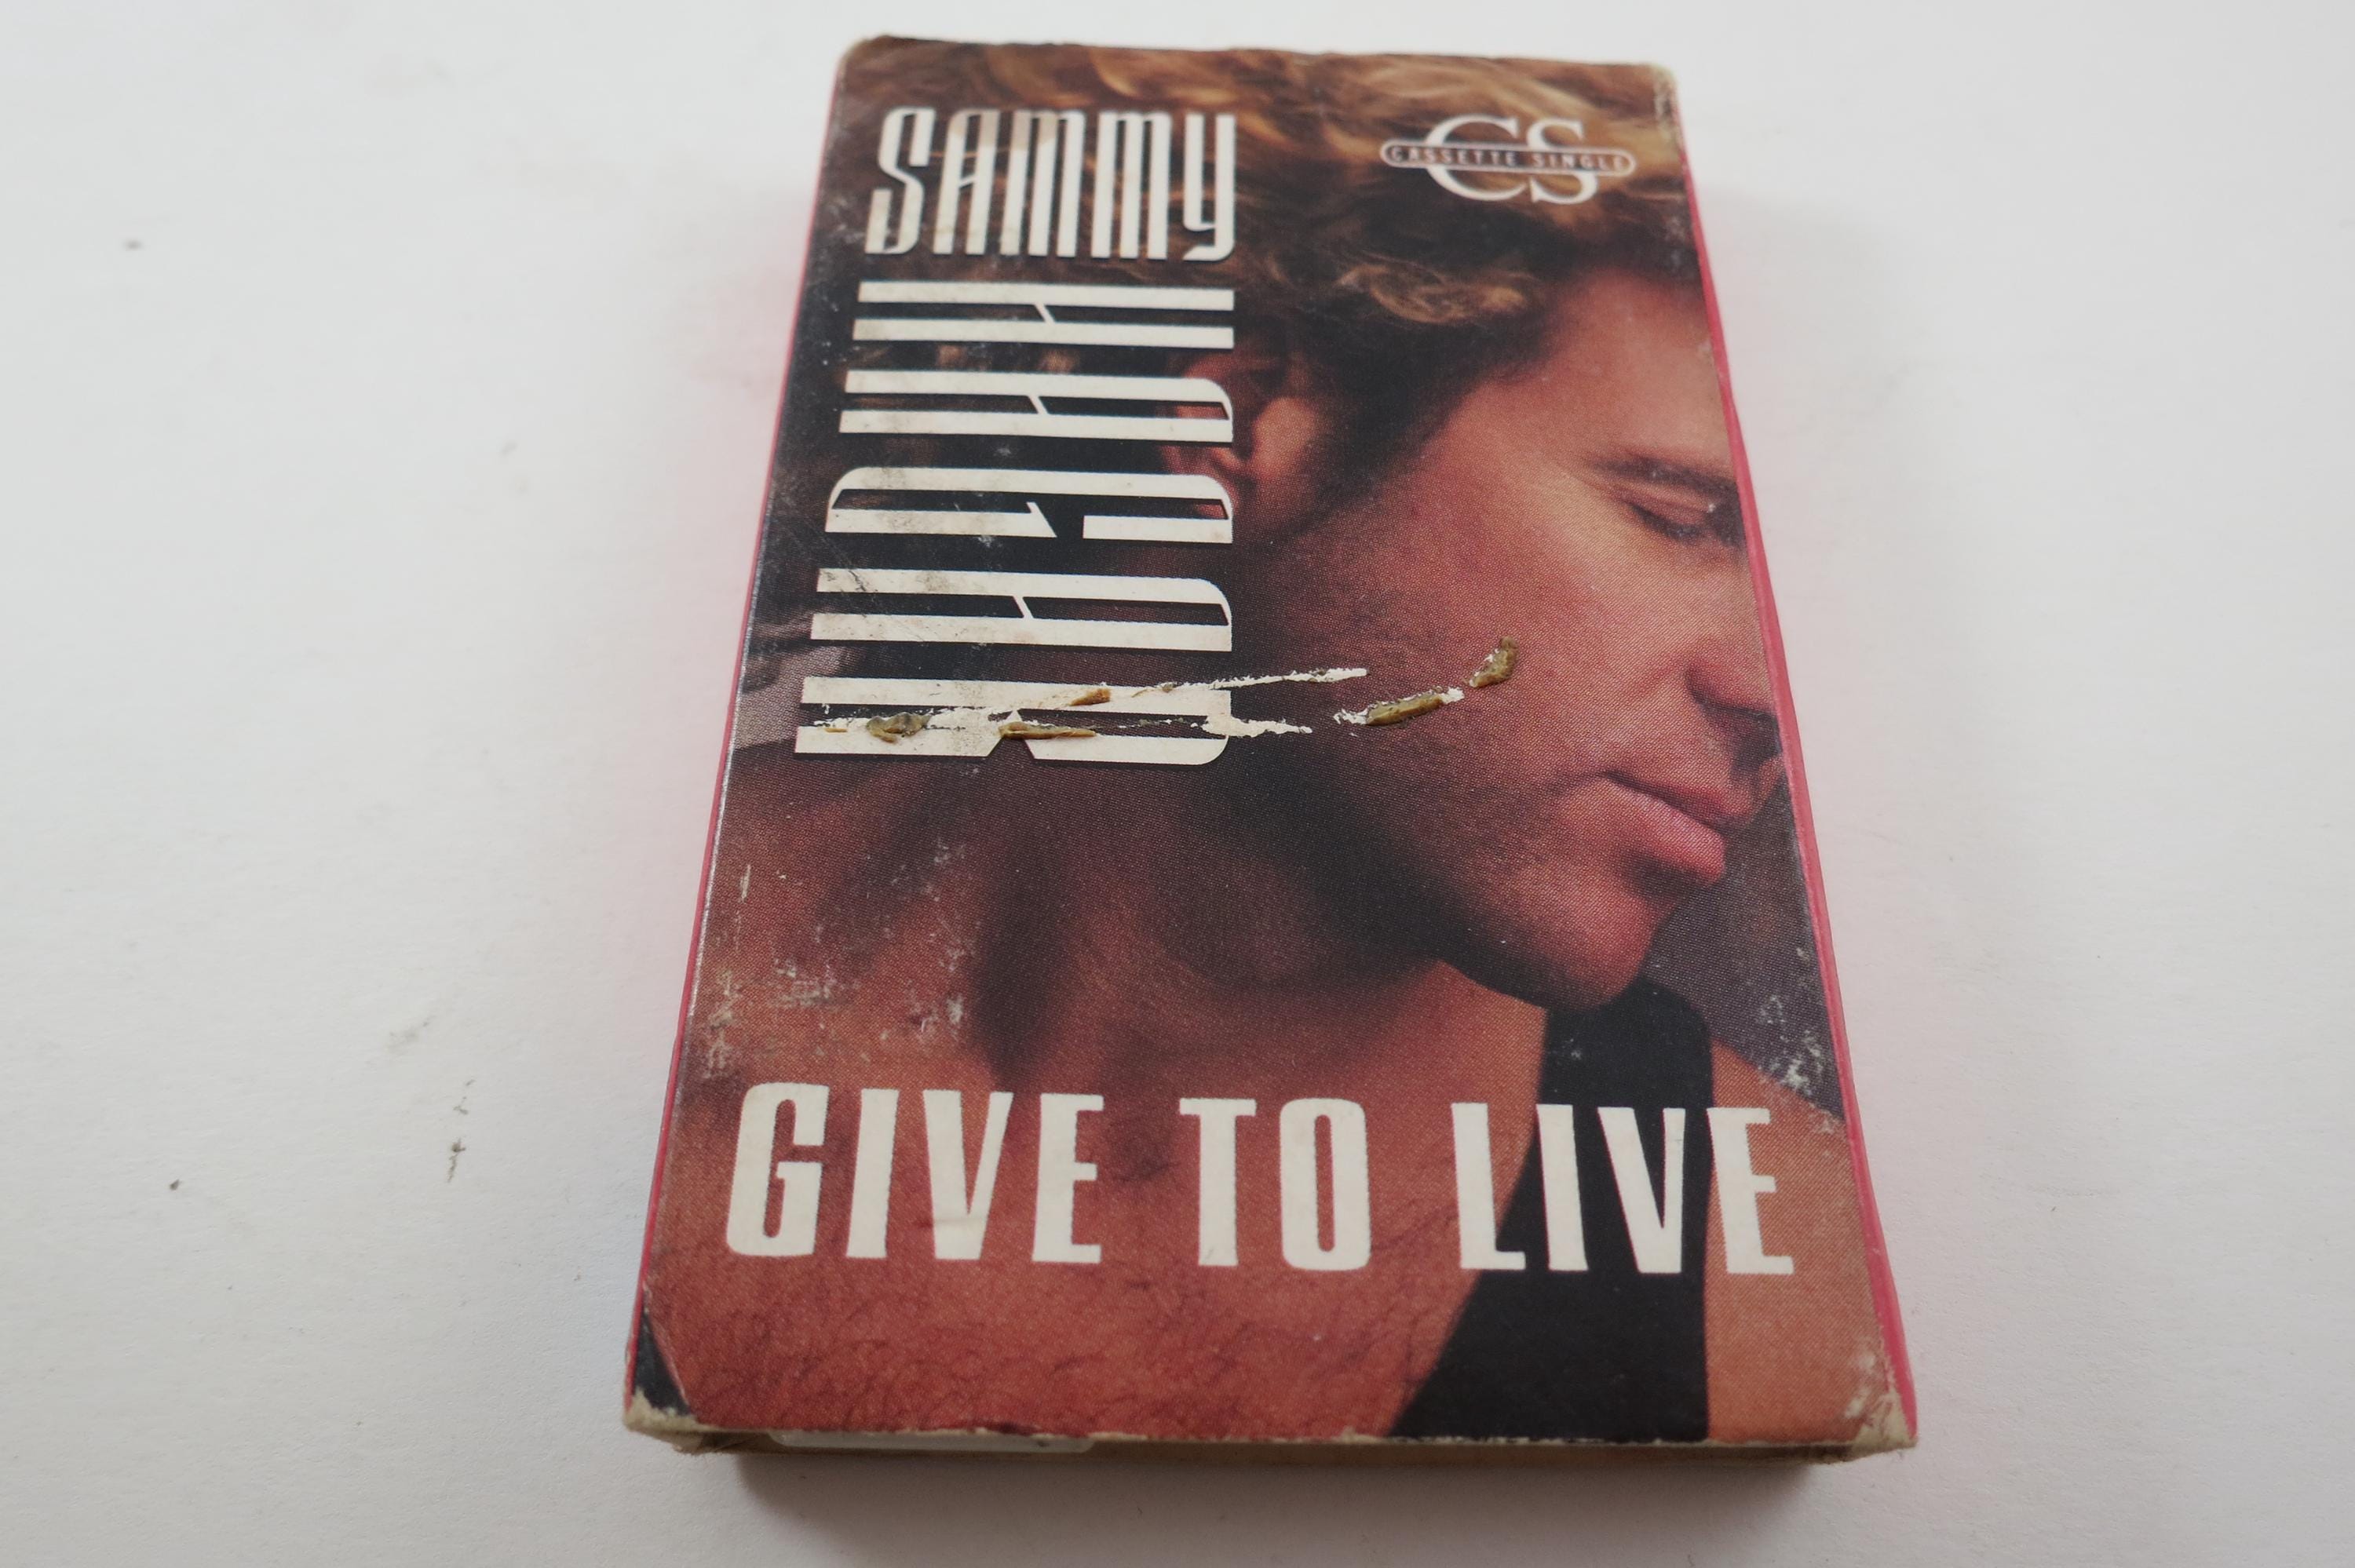 SAMMY
HAGAR
CS
CASSETTE SINGLE
GIVE TO LIVE